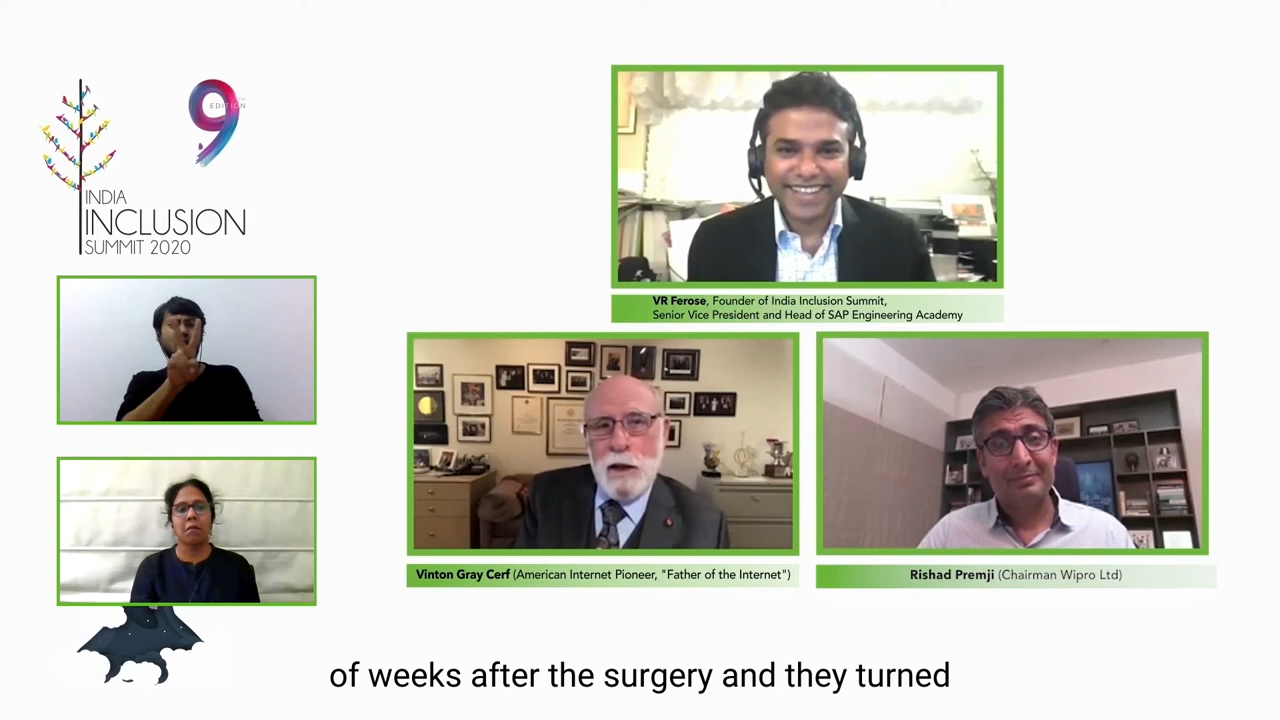 9
TH
EDITION
INDIA
INCLUSION
SUMMIT 2020
VR Ferose, Founder of India Inclusion Summit,
Senior Vice President and Head of SAP Engineering Academy
Vinton Gray Cerf (American Internet Pioneer, "Father of the Internet")
Rishad Premji (Chairman Wipro Ltd)
of weeks after the surgery and they turned